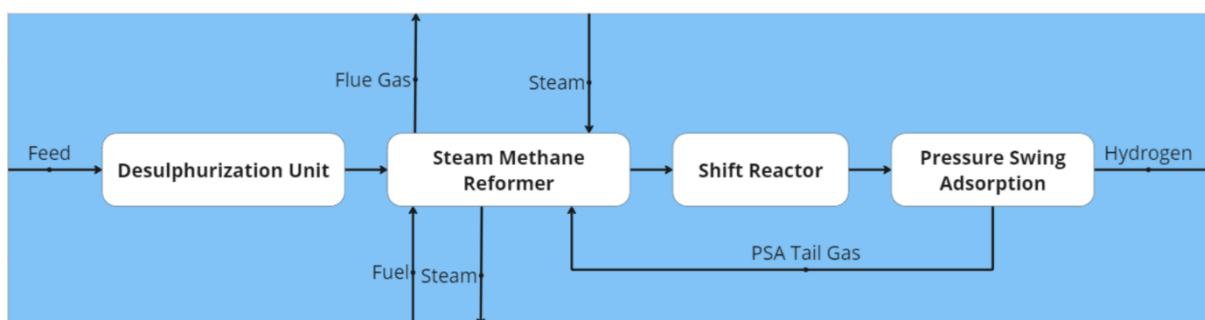 Flue Gas
Steam
Feed
Desulphurization Unit
Steam Methane
Reformer
Shift Reactor
Pressure Swing
Adsorption
Hydrogen
Fuel
Steam
PSA Tail Gas